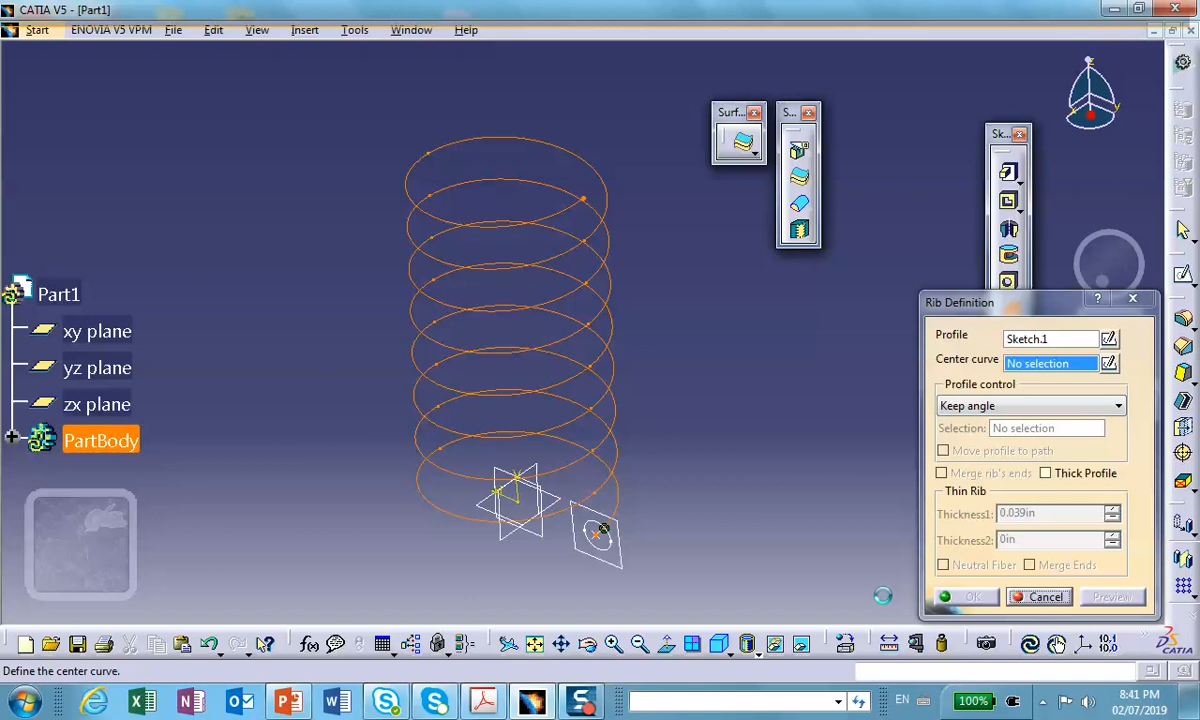 CATIA V5 - [Part1]
Start ENOVIA V5 VPM File Edit View Insert Tools Window Help
Surf...
S...
Sk...
z
x
y
Part1
xy plane
yz plane
zx plane
PartBody
Rib Definition
Profile Sketch.1
Center curve No selection
Profile control
Keep angle
Selection: No selection
Move profile to path
Merge rib's ends Thick Profile
Thin Rib
Thickness1: 0.039in
Thickness2: 0in
Neutral Fiber Merge Ends
OK Cancel Preview
f(x)
10,1
10,0
CATIA
Define the center curve.
EN 100% 8:41 PM
02/07/2019